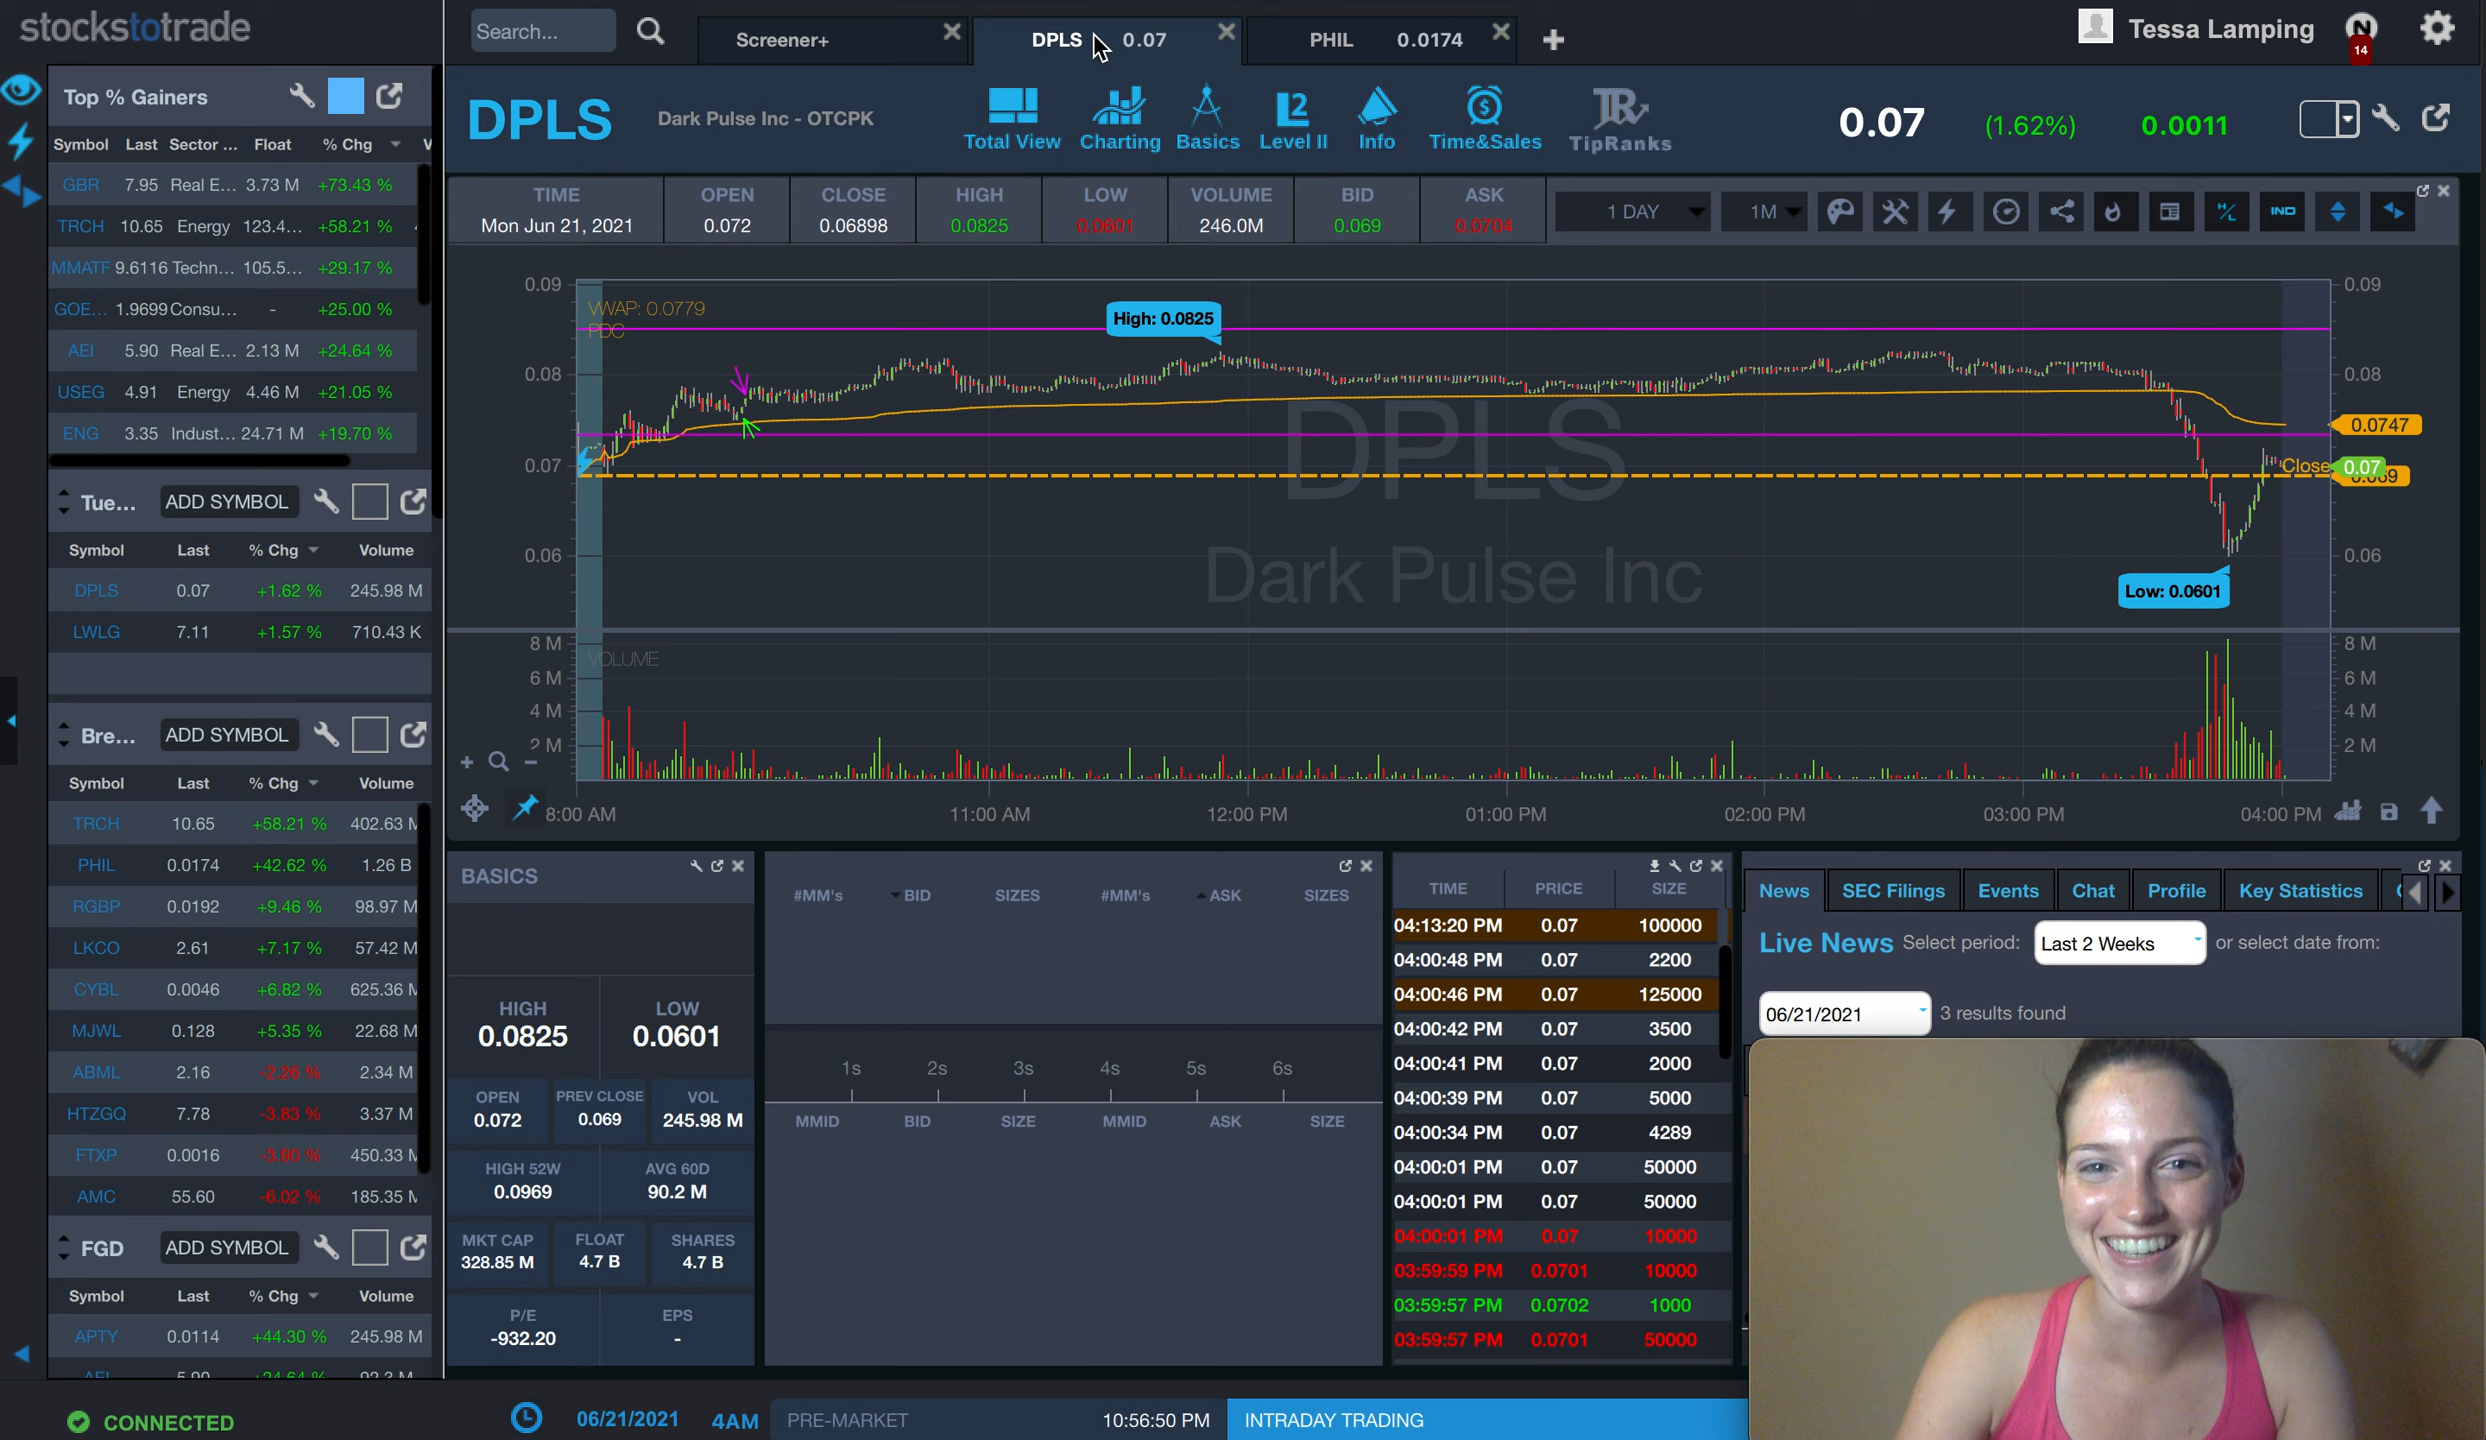 stockstotrade
Search...
Screener+
DPLS 0.07
PHIL 0.0174
Tessa Lamping
N
14
Top % Gainers
Symbol Last Sector ... Float % Chg V
GBR 7.95 Real E... 3.73 M +73.43 %
TRCH 10.65 Energy 123.4... +58.21 %
MMATF 9.6116 Techn... 105.5... +29.17 %
GOE... 1.9699 Consu... - +25.00 %
AEI 5.90 Real E... 2.13 M +24.64 %
USEG 4.91 Energy 4.46 M +21.05 %
ENG 3.35 Indust... 24.71 M +19.70 %
Tue... ADD SYMBOL
Symbol Last % Chg Volume
DPLS 0.07 +1.62 % 245.98 M
LWLG 7.11 +1.57 % 710.43 K
Bre... ADD SYMBOL
Symbol Last % Chg Volume
TRCH 10.65 +58.21 % 402.63 M
PHIL 0.0174 +42.62 % 1.26 B
RGBP 0.0192 +9.46 % 98.97 M
LKCO 2.61 +7.17 % 57.42 M
CYBL 0.0046 +6.82 % 625.36 M
MJWL 0.128 +5.35 % 22.68 M
ABML 2.16 -2.26 % 2.34 M
HTZGQ 7.78 -3.83 % 3.37 M
FTXP 0.0016 -3.90 % 450.33 M
AMC 55.60 -6.02 % 185.35 M
FGD ADD SYMBOL
Symbol Last % Chg Volume
APTY 0.0114 +44.30 % 245.98 M
AEI 5.90 +24.64 % 92.3 M
CONNECTED
DPLS Dark Pulse Inc - OTCPK
Total View
Charting
Basics
L2
Level II
Info
Time&Sales
TR
TipRanks
0.07 (1.62%) 0.0011
TIME OPEN CLOSE HIGH LOW VOLUME BID ASK
Mon Jun 21, 2021 0.072 0.06898 0.0825 0.0601 246.0M 0.069 0.0704
1 DAY 1M H/L IND
VWAP: 0.0779
PDC
High: 0.0825
Low: 0.0601
DPLS
Dark Pulse Inc
0.09 0.09
0.08 0.08
0.0747
0.07 Close 0.07
0.06 0.06
VOLUME
8 M 8 M
6 M 6 M
4 M 4 M
2 M 2 M
8:00 AM 11:00 AM 12:00 PM 01:00 PM 02:00 PM 03:00 PM 04:00 PM
BASICS
HIGH LOW
0.0825 0.0601
OPEN PREV CLOSE VOL
0.072 0.069 245.98 M
HIGH 52W AVG 60D
0.0969 90.2 M
MKT CAP FLOAT SHARES
328.85 M 4.7 B 4.7 B
P/E EPS
-932.20 -
#MM's BID SIZES #MM's ASK SIZES
1s 2s 3s 4s 5s 6s
MMID BID SIZE MMID ASK SIZE
TIME PRICE SIZE
04:13:20 PM 0.07 100000
04:00:48 PM 0.07 2200
04:00:46 PM 0.07 125000
04:00:42 PM 0.07 3500
04:00:41 PM 0.07 2000
04:00:39 PM 0.07 5000
04:00:34 PM 0.07 4289
04:00:01 PM 0.07 50000
04:00:01 PM 0.07 50000
04:00:01 PM 0.07 10000
03:59:59 PM 0.0701 10000
03:59:57 PM 0.0702 1000
03:59:57 PM 0.0701 50000
News SEC Filings Events Chat Profile Key Statistics
Live News Select period: Last 2 Weeks or select date from:
06/21/2021 3 results found
06/21/2021 4AM PRE-MARKET 10:56:50 PM INTRADAY TRADING